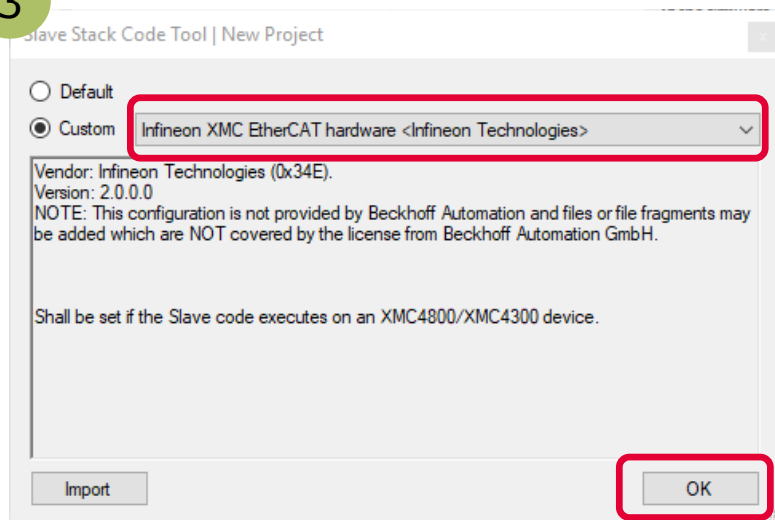 3
Slave Stack Code Tool | New Project
x
Default
Custom Infineon XMC EtherCAT hardware <Infineon Technologies>
Vendor: Infineon Technologies (0x34E).
Version: 2.0.0.0
NOTE: This configuration is not provided by Beckhoff Automation and files or file fragments may
be added which are NOT covered by the license from Beckhoff Automation GmbH.
Shall be set if the Slave code executes on an XMC4800/XMC4300 device.
Import OK